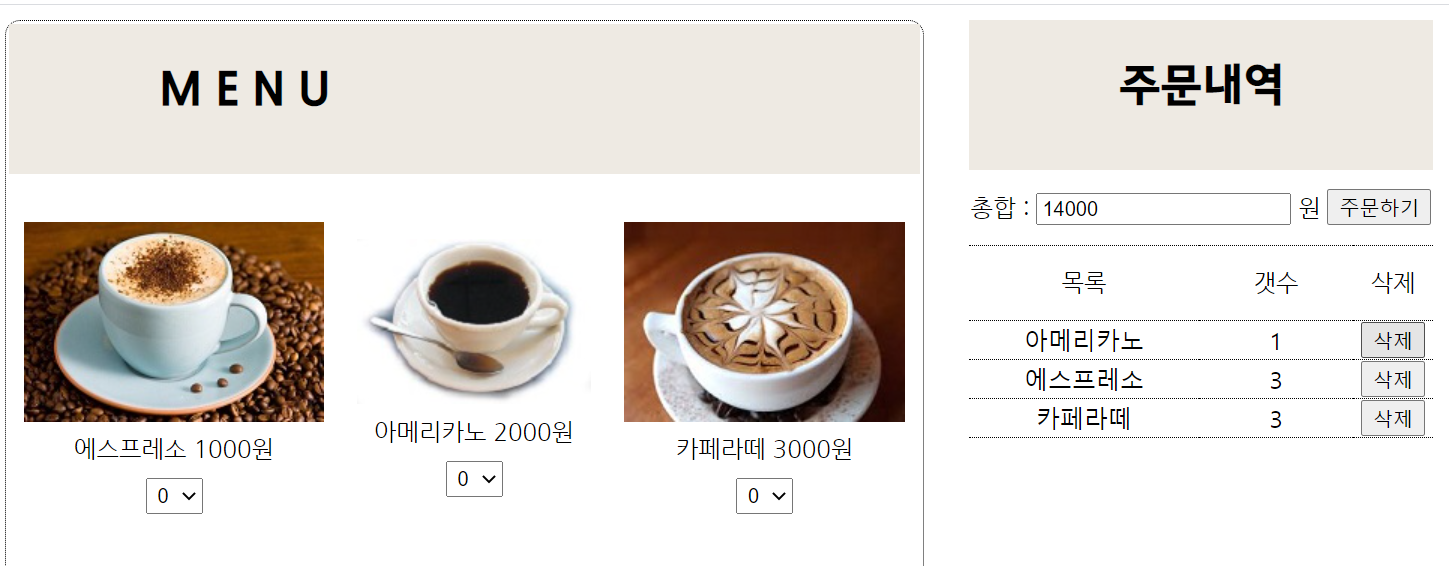 M E N U
에스프레소 1000원
0
아메리카노 2000원
0
카페라떼 3000원
0
주문내역
총합 : 14000 원 주문하기
목록 갯수 삭제
아메리카노 1 삭제
에스프레소 3 삭제
카페라떼 3 삭제